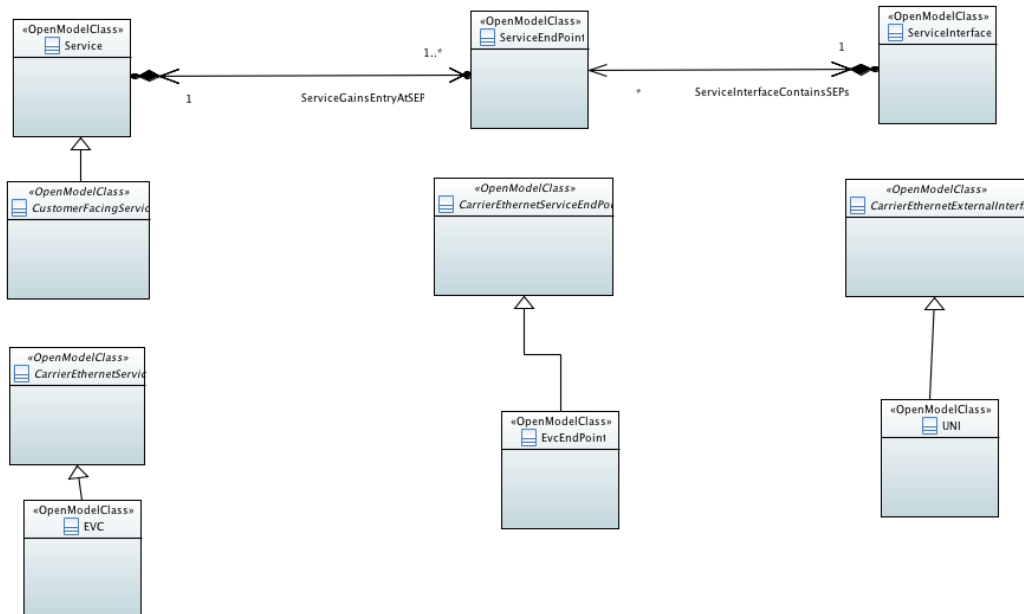 «OpenModelClass»
Service
«OpenModelClass»
ServiceEndPoint
«OpenModelClass»
ServiceInterface
1..*
1
1
ServiceGainsEntryAtSEP
*
ServiceInterfaceContainsSEPs
«OpenModelClass»
CustomerFacingServic
«OpenModelClass»
CarrierEthernetServiceEndPoi
«OpenModelClass»
CarrierEthernetExternalInterf
«OpenModelClass»
CarrierEthernetServic
«OpenModelClass»
EvcEndPoint
«OpenModelClass»
UNI
«OpenModelClass»
EVC